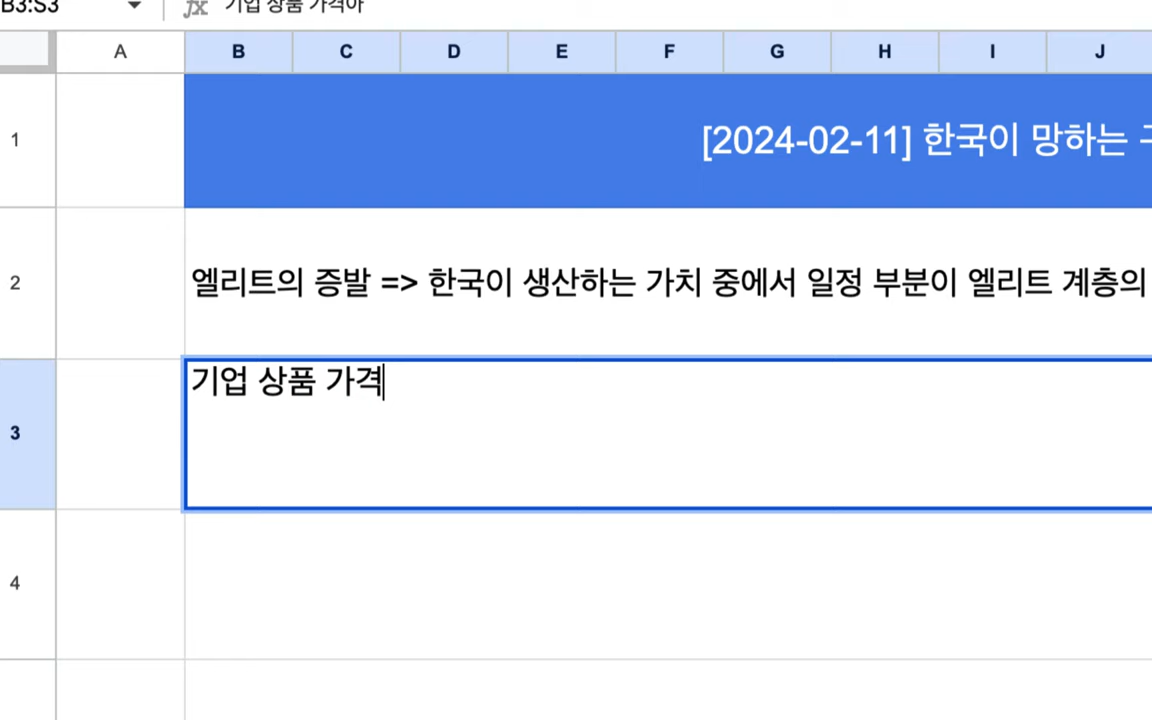 B3:S3 fx 기업 상품 가격아
A B C D E F G H I J
1 [2024-02-11] 한국이 망하는
2 엘리트의 증발 => 한국이 생산하는 가치 중에서 일정 부분이 엘리트 계층의
3 기업 상품 가격
4